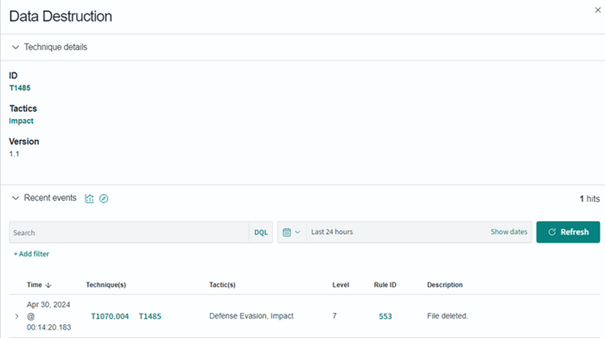 Data Destruction
Technique details
ID
T1485
Tactics
Impact
Version
1.1
Recent events
1 hits
Search DQL Last 24 hours Show dates Refresh
+ Add filter
Time Technique(s) Tactic(s) Level Rule ID Description
Apr 30, 2024
@
00:14:20.183
T1070.004 T1485 Defense Evasion, Impact 7 553 File deleted.